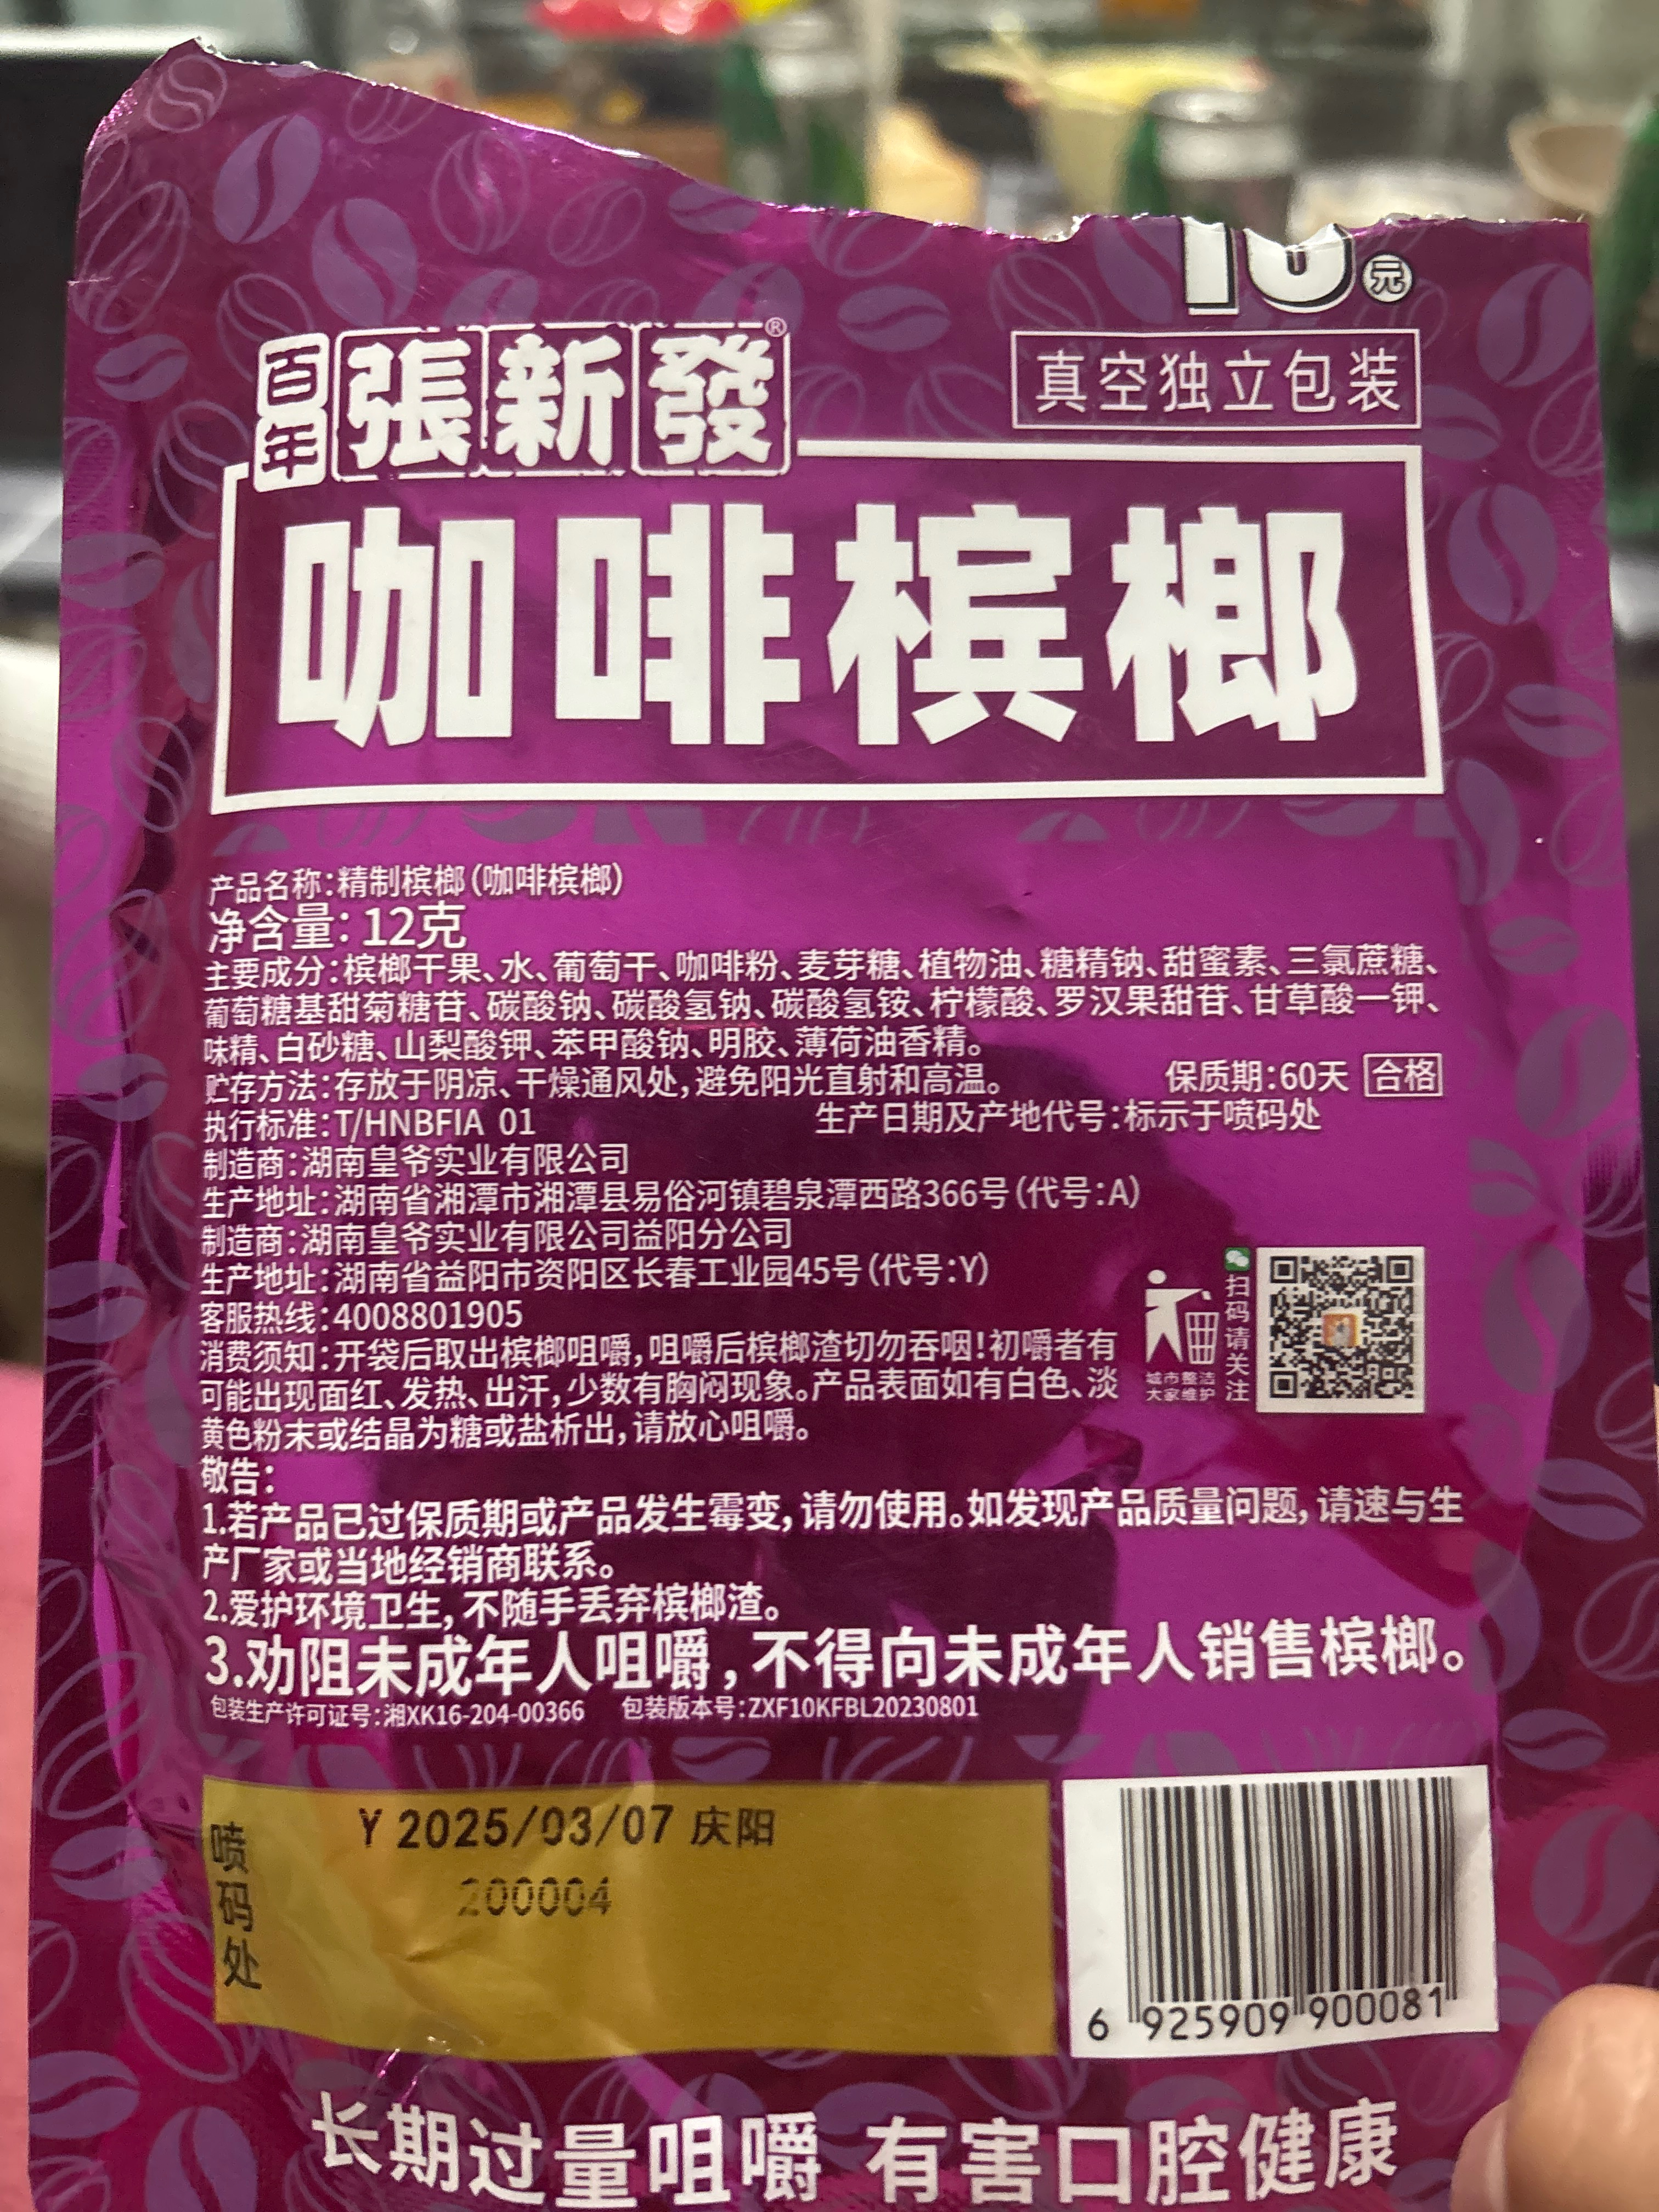 10元
百年 張新發®
真空独立包装
咖啡槟榔
产品名称:精制槟榔(咖啡槟榔)
净含量:12克
主要成分:槟榔干果、水、葡萄干、咖啡粉、麦芽糖、植物油、糖精钠、甜蜜素、三氯蔗糖、
葡萄糖基甜菊糖苷、碳酸钠、碳酸氢钠、碳酸氢铵、柠檬酸、罗汉果甜苷、甘草酸一钾、
味精、白砂糖、山梨酸钾、苯甲酸钠、明胶、薄荷油香精。
贮存方法:存放于阴凉、干燥通风处,避免阳光直射和高温。 保质期:60天 合格
执行标准:T/HNBFIA 01 生产日期及产地代号:标示于喷码处
制造商:湖南皇爷实业有限公司
生产地址:湖南省湘潭市湘潭县易俗河镇碧泉潭西路366号(代号:A)
制造商:湖南皇爷实业有限公司益阳分公司
生产地址:湖南省益阳市资阳区长春工业园45号(代号:Y)
客服热线:4008801905
消费须知:开袋后取出槟榔咀嚼,咀嚼后槟榔渣切勿吞咽!初嚼者有
可能出现面红、发热、出汗,少数有胸闷现象。产品表面如有白色、淡
黄色粉末或结晶为糖或盐析出,请放心咀嚼。
城市整洁
大家维护
扫码请关注
敬告:
1.若产品已过保质期或产品发生霉变,请勿使用。如发现产品质量问题,请速与生
产厂家或当地经销商联系。
2.爱护环境卫生,不随手丢弃槟榔渣。
3.劝阻未成年人咀嚼,不得向未成年人销售槟榔。
包装生产许可证号:湘XK16-204-00366 包装版本号:ZXF10KFBL20230801
喷码处
Y 2025/03/07 庆阳
200004
6 925909 900081
长期过量咀嚼 有害口腔健康